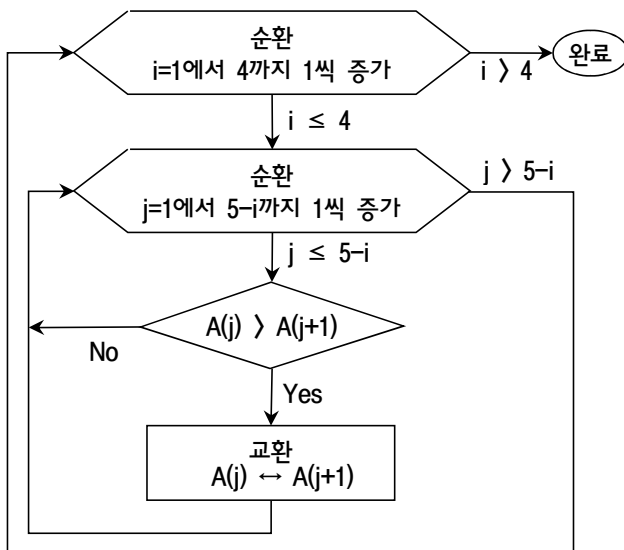 순환
i=1에서 4까지 1씩 증가
i 〉 4
완료
i ≤ 4
순환
j=1에서 5-i까지 1씩 증가
j 〉 5-i
j ≤ 5-i
A(j) 〉 A(j+1)
No
Yes
교환
A(j) ↔ A(j+1)